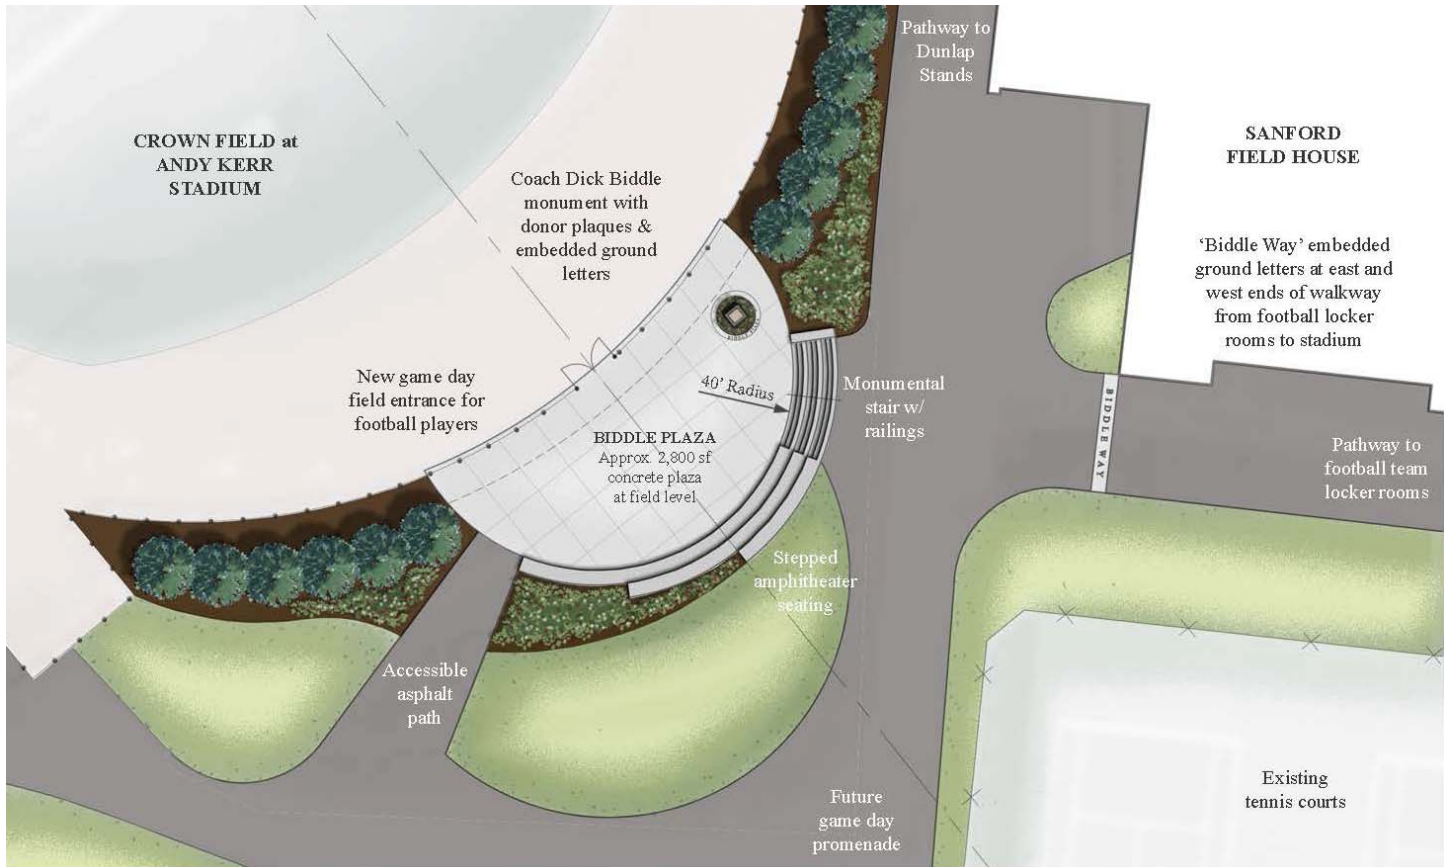 Pathway to
Dunlap
Stands
CROWN FIELD at
ANDY KERR
STADIUM
SANFORD
FIELD HOUSE
Coach Dick Biddle
monument with
donor plaques &
embedded ground
letters
‘Biddle Way’ embedded
ground letters at east and
west ends of walkway
from football locker
rooms to stadium
New game day
field entrance for
football players
40’ Radius
Monumental
stair w/
railings
BIDDLE WAY
BIDDLE PLAZA
Approx. 2,800 sf
concrete plaza
at field level
Pathway to
football team
locker rooms
Stepped
amphitheater
seating
Accessible
asphalt
path
Existing
tennis courts
Future
game day
promenade